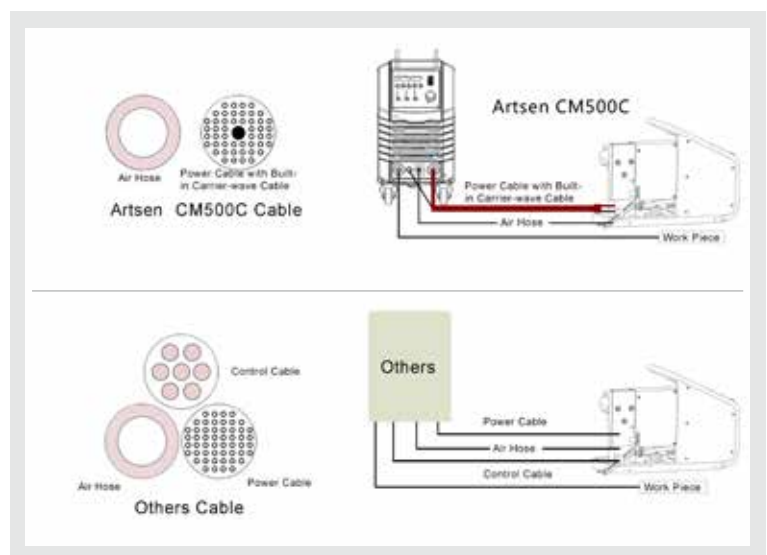 Artsen CM500C
Air Hose
Power Cable with Built-
in Carrier-wave Cable
Artsen CM500C Cable
Power Cable with Built-
in Carrier-wave Cable
Air Hose
Work Piece
Control Cable
Air Hose
Power Cable
Others Cable
Others
Power Cable
Air Hose
Control Cable
Work Piece